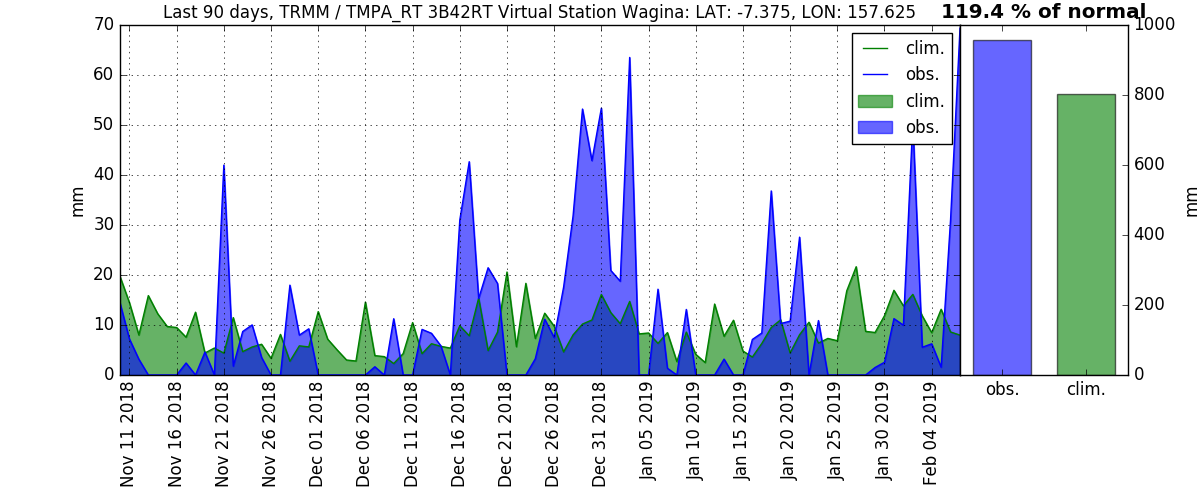 Last 90 days, TRMM / TMPA_RT 3B42RT Virtual Station Wagina: LAT: -7.375, LON: 157.625
119.4 % of normal
70
60
50
40
30
20
10
0
mm
clim.
obs.
clim.
obs.
1000
800
600
400
200
0
mm
obs.
clim.
Nov 11 2018
Nov 16 2018
Nov 21 2018
Nov 26 2018
Dec 01 2018
Dec 06 2018
Dec 11 2018
Dec 16 2018
Dec 21 2018
Dec 26 2018
Dec 31 2018
Jan 05 2019
Jan 10 2019
Jan 15 2019
Jan 20 2019
Jan 25 2019
Jan 30 2019
Feb 04 2019